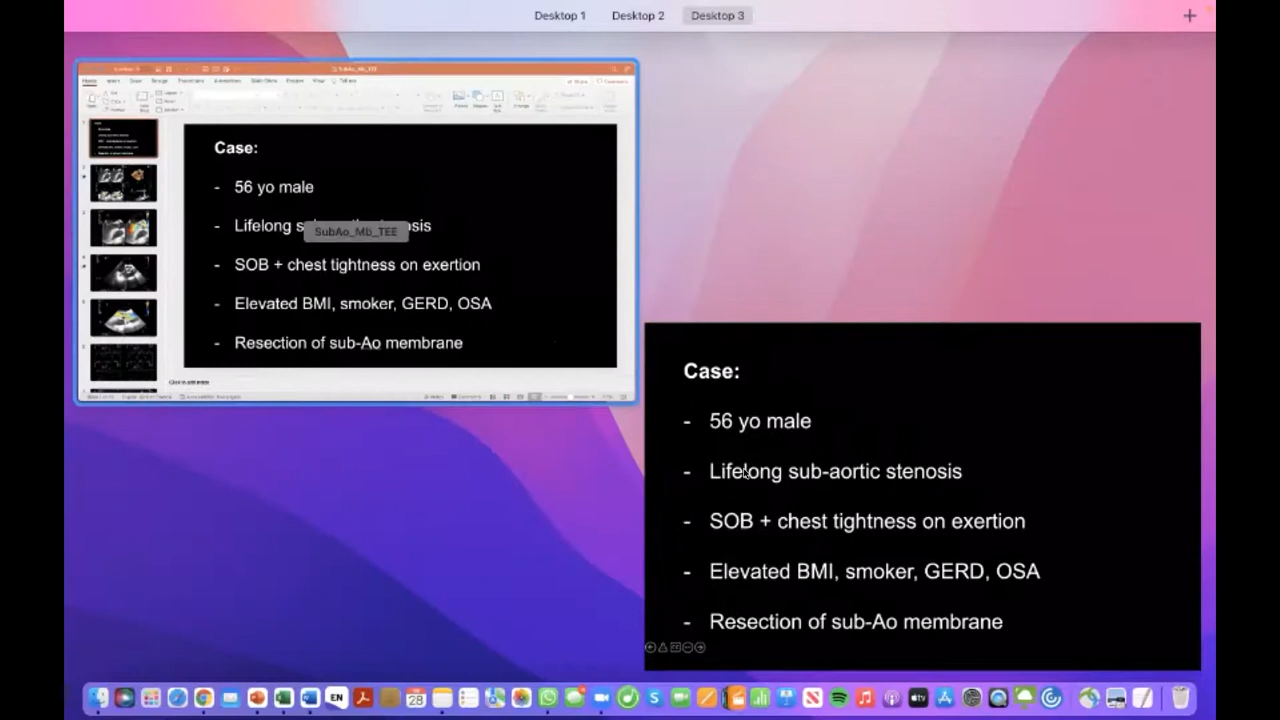 Desktop 1 Desktop 2 Desktop 3
SubAo_Mb_TEE
Case:
- 56 yo male
- Lifelong
- SOB + chest tightness on exertion
- Elevated BMI, smoker, GERD, OSA
- Resection of sub-Ao membrane
SubAo_Mb_TEE
Case:
- 56 yo male
- Lifelong sub-aortic stenosis
- SOB + chest tightness on exertion
- Elevated BMI, smoker, GERD, OSA
- Resection of sub-Ao membrane
EN
28